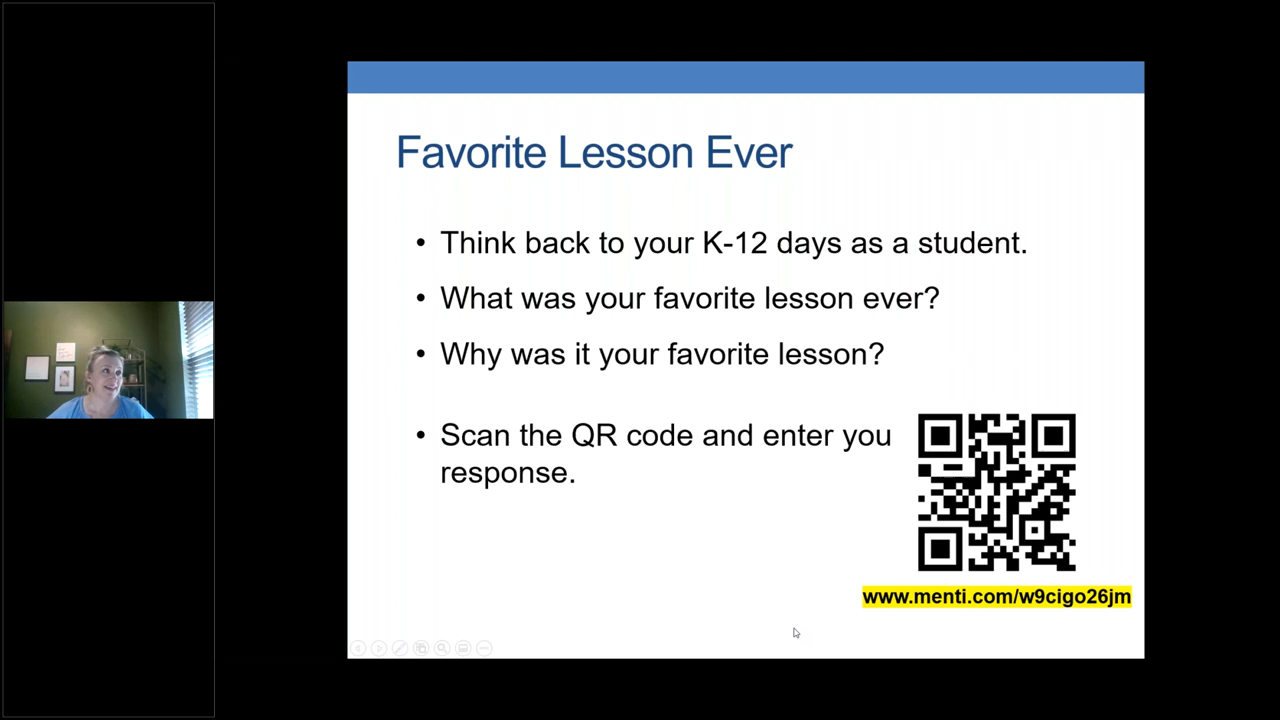 Favorite Lesson Ever
• Think back to your K-12 days as a student.
• What was your favorite lesson ever?
• Why was it your favorite lesson?
• Scan the QR code and enter you
response.
www.menti.com/w9cigo26jm